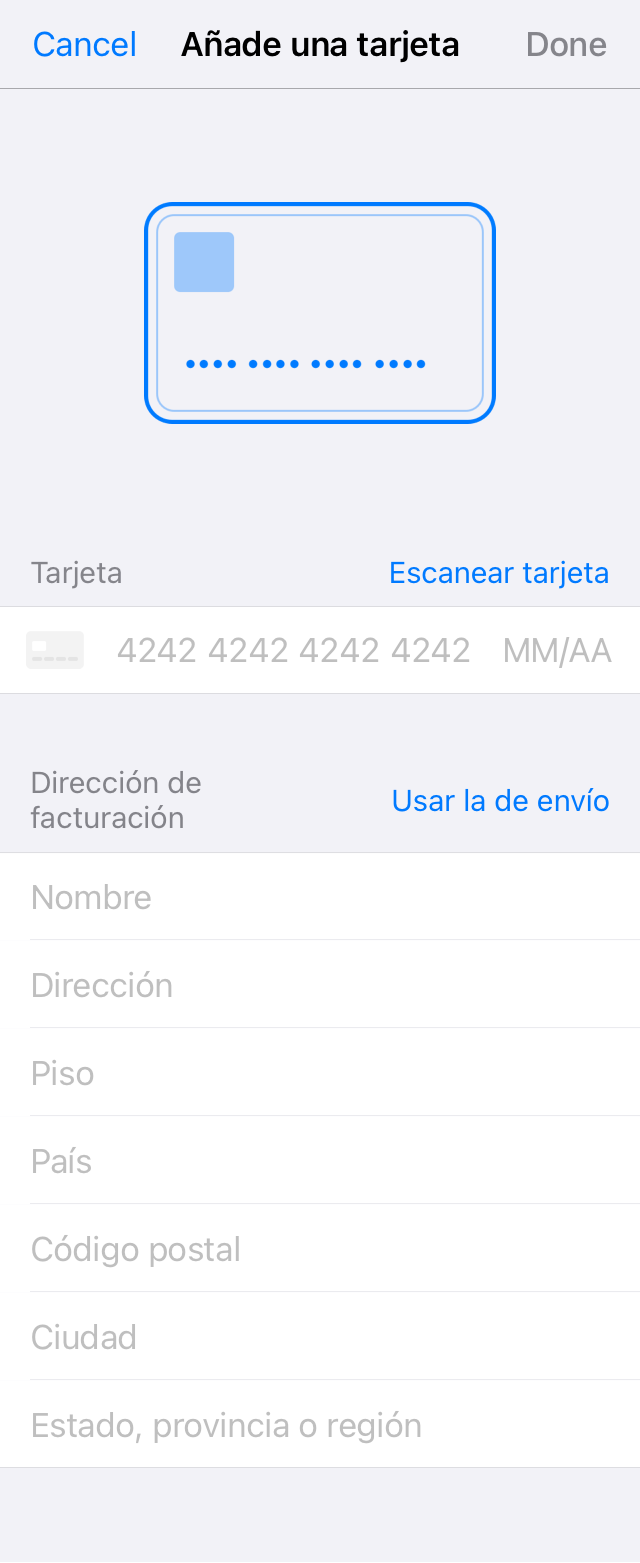 Cancel Añade una tarjeta Done
Tarjeta Escanear tarjeta
4242 4242 4242 4242 MM/AA
Dirección de
facturación
Usar la de envío
Nombre
Dirección
Piso
País
Código postal
Ciudad
Estado, provincia o región